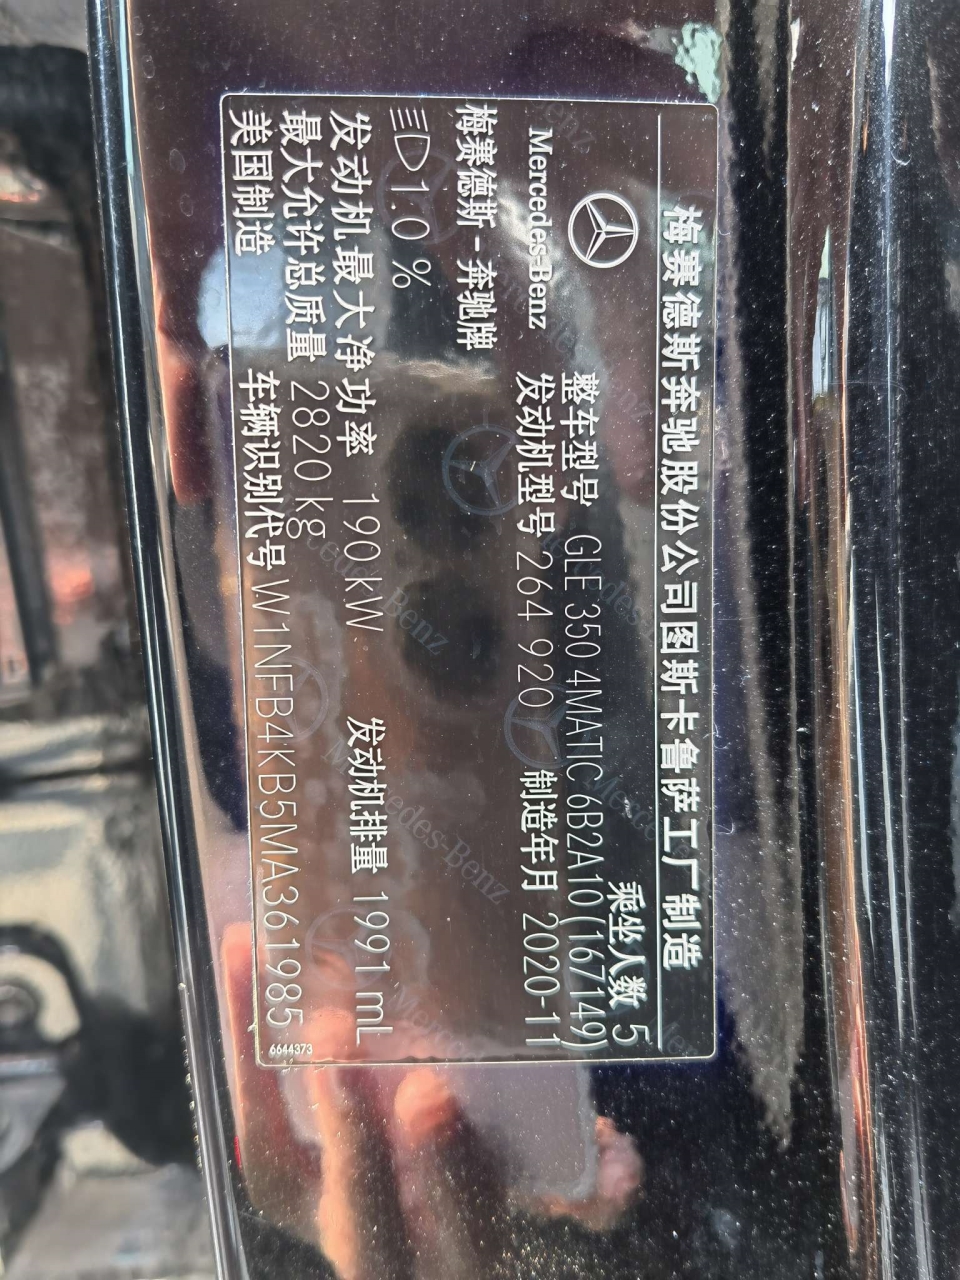 梅赛德斯奔驰股份公司图斯卡鲁萨工厂制造
乘坐人数 5
整车型号 GLE 350 4MATIC 6B2A10(167149)
Mercedes-Benz 发动机型号 264 920 制造年月 2020-11
梅赛德斯-奔驰牌
1.0 %
发动机最大净功率 190 kW 发动机排量 1991 mL
最大允许总质量 2820 kg
美国制造 车辆识别代号 W1NFB4KB5MA361985
6644373